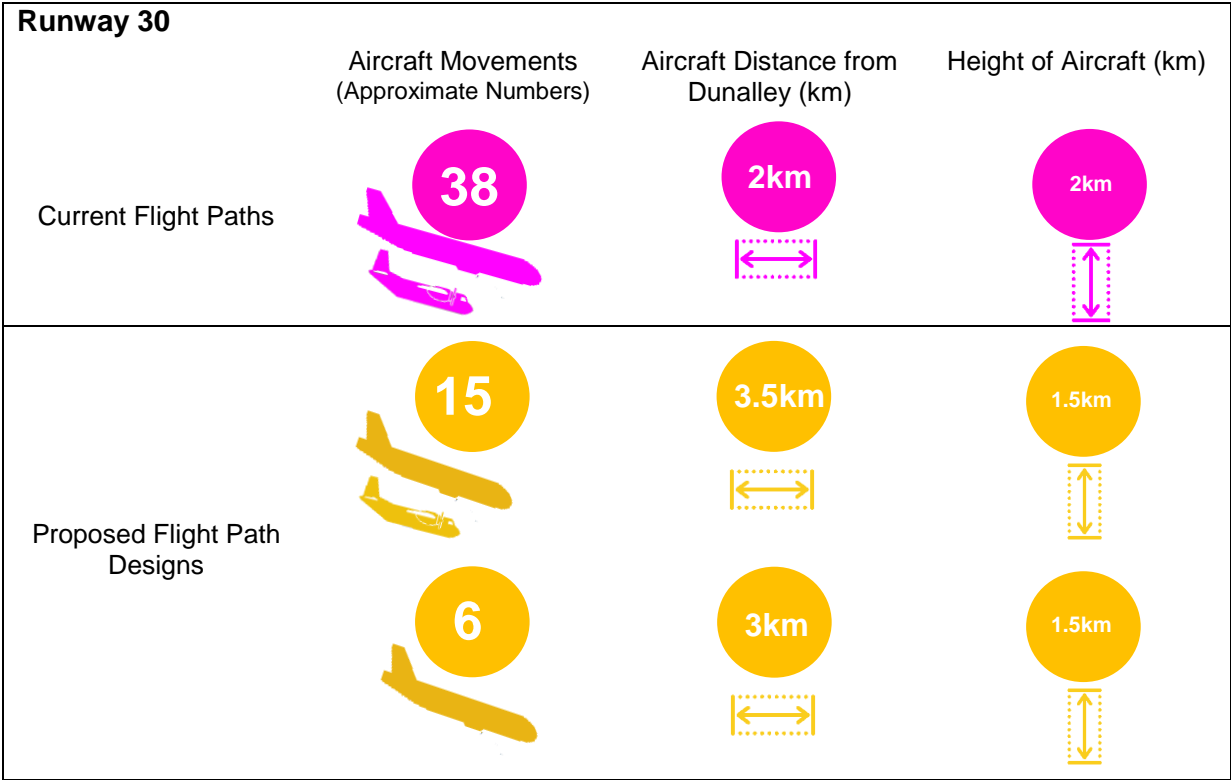 Runway 30
Aircraft Movements
(Approximate Numbers)
Aircraft Distance from
Dunalley (km)
Height of Aircraft (km)
Current Flight Paths
38
2km
2km
Proposed Flight Path
Designs
15
3.5km
1.5km
6
3km
1.5km